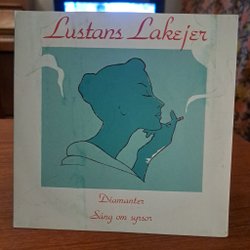 Lustans Lakejer
Diamanter
Sång om syrsor